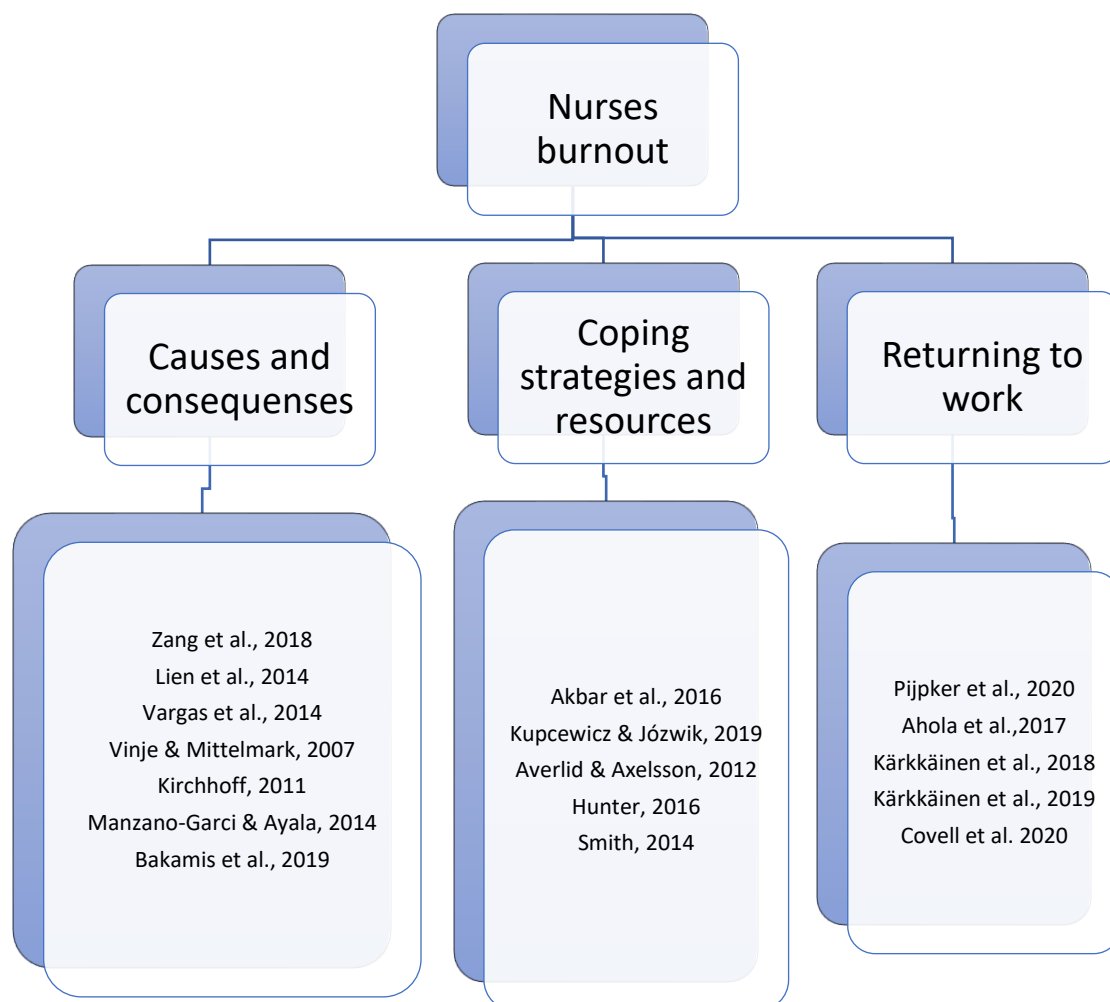 Nurses
burnout
Causes and
consequenses
Coping
strategies and
resources
Returning to
work
Zang et al., 2018
Lien et al., 2014
Vargas et al., 2014
Vinje & Mittelmark, 2007
Kirchhoff, 2011
Manzano-Garci & Ayala, 2014
Bakamis et al., 2019
Akbar et al., 2016
Kupcewicz & Józwik, 2019
Averlid & Axelsson, 2012
Hunter, 2016
Smith, 2014
Pijpker et al., 2020
Ahola et al.,2017
Kärkkäinen et al., 2018
Kärkkäinen et al., 2019
Covell et al. 2020